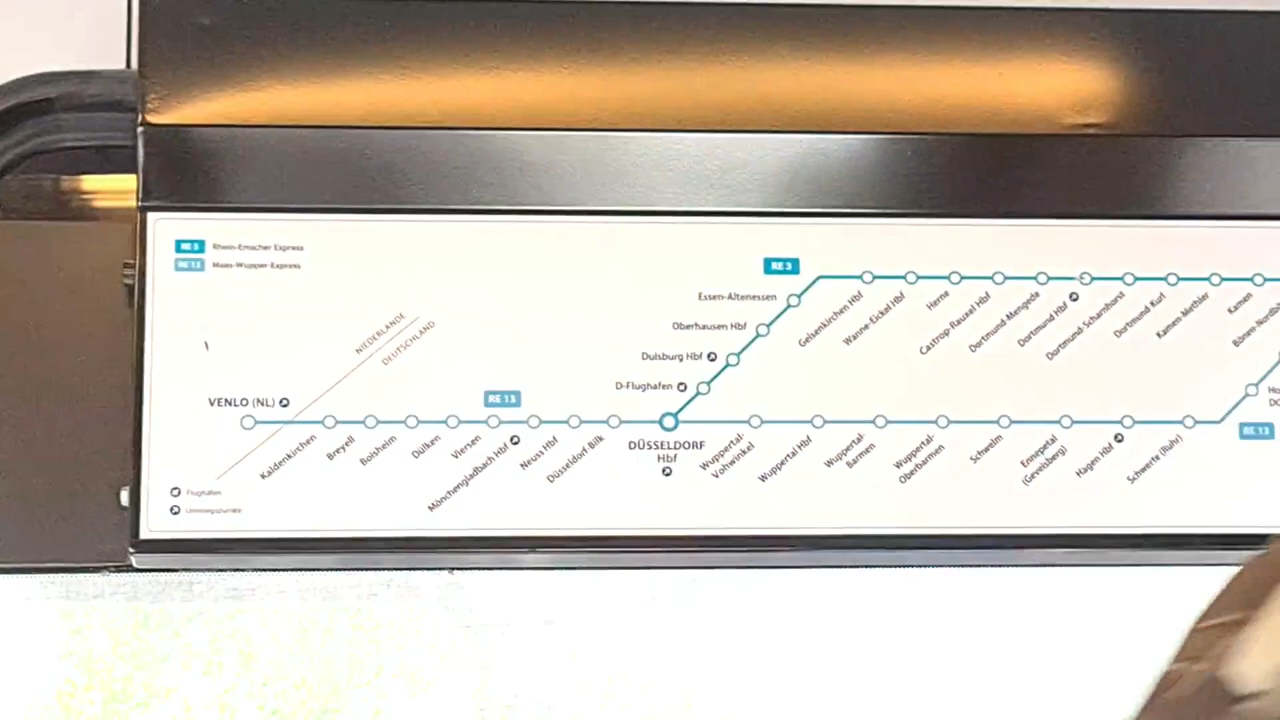 RE 3 Rhein-Emscher Express
RE 13 Maas-Wupper-Express
RE 3
Essen-Altenessen
Oberhausen Hbf
Duisburg Hbf
D-Flughafen
Gelsenkirchen Hbf
Wanne-Eickel Hbf
Herne
Castrop-Rauxel Hbf
Dortmund-Mengede
Dortmund Hbf
Dortmund-Scharnhorst
Dortmund Kurl
Kamen-Methler
Kamen
NIEDERLANDE
DEUTSCHLAND
VENLO (NL)
RE 13
Kaldenkirchen
Breyell
Boisheim
Dülken
Viersen
Mönchengladbach Hbf
Neuss Hbf
Düsseldorf Bilk
DÜSSELDORF
Hbf
Wuppertal-
Vohwinkel
Wuppertal Hbf
Wuppertal-
Barmen
Wuppertal-
Oberbarmen
Schwelm
Ennepetal
(Gevelsberg)
Hagen Hbf
Schwerte (Ruhr)
RE 13
Flughafen
Umstiegspunkte